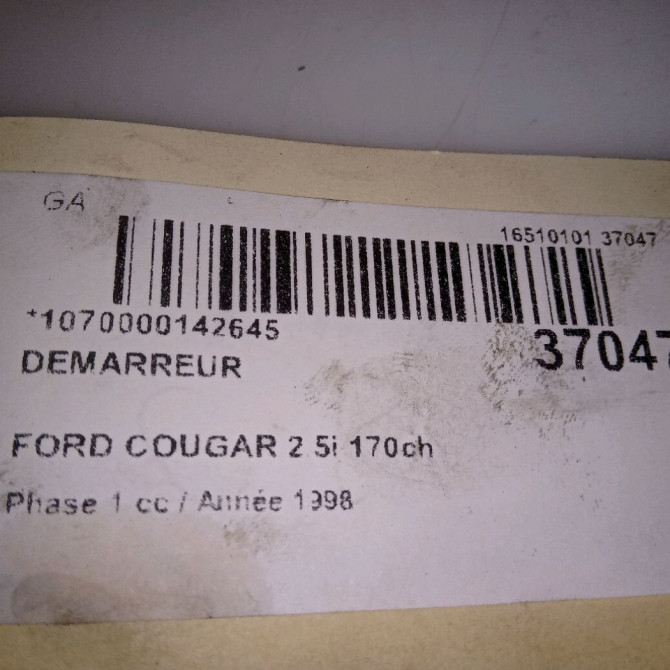 GA
16510101 37047
*1070000142645
37047
DEMARREUR
FORD COUGAR 2.5i 170ch
Phase 1 cc / Année 1998